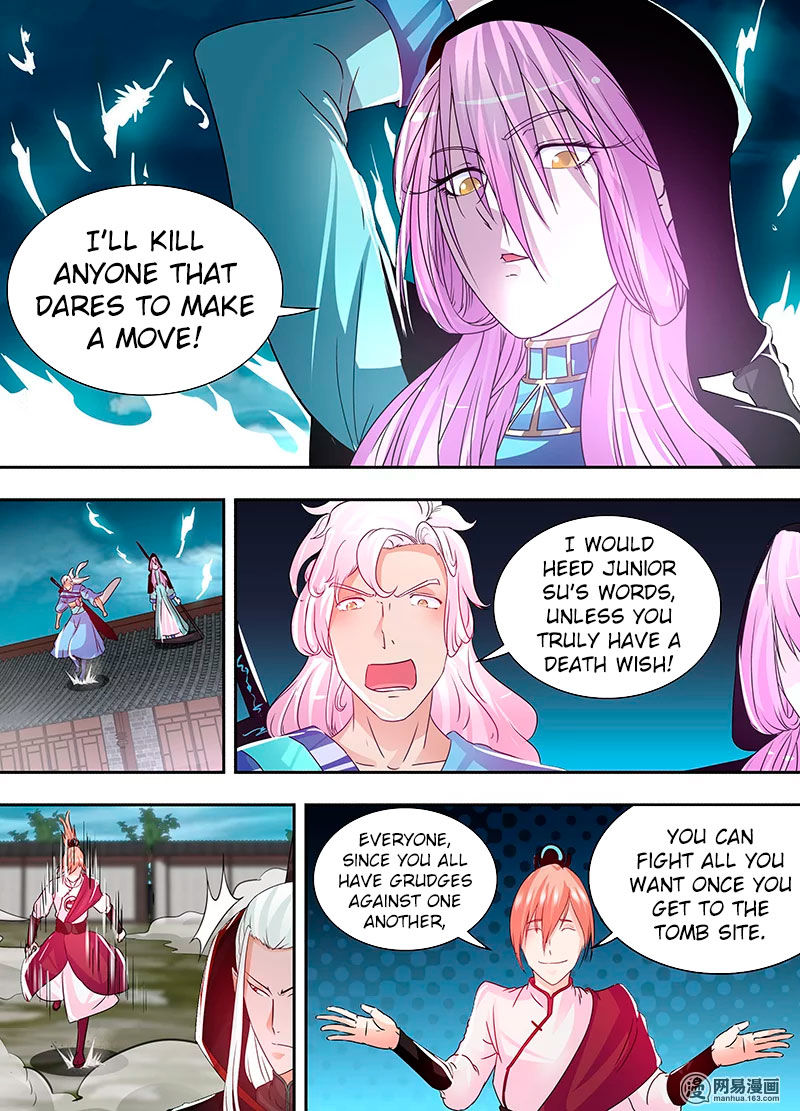 I'LL KILL
ANYONE THAT
DARES TO MAKE
A MOVE!
I WOULD
HEED JUNIOR
SU'S WORDS,
UNLESS YOU
TRULY HAVE A
DEATH WISH!
EVERYONE,
SINCE YOU ALL
HAVE GRUDGES
AGAINST ONE
ANOTHER,
YOU CAN
FIGHT ALL YOU
WANT ONCE YOU
GET TO THE
TOMB SITE.
漫 网易漫画
manhua.163.com